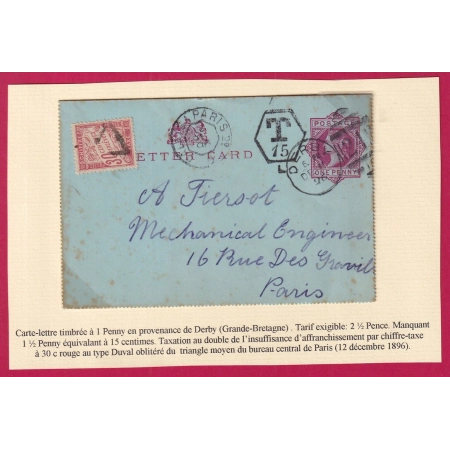 PARIS
T
15
POSTAGE
LETTER CARD
ONE PENNY
30
A Tiersot
Mechanical Engineer
16 Rue Des Gravil
Paris
Carte-lettre timbrée à 1 Penny en provenance de Derby (Grande-Bretagne) . Tarif exigible: 2 ½ Pence. Manquant
1 ½ Penny équivalant à 15 centimes. Taxation au double de l'insuffisance d'affranchissement par chiffre-taxe
à 30 c rouge au type Duval oblitéré du triangle moyen du bureau central de Paris (12 décembre 1896).